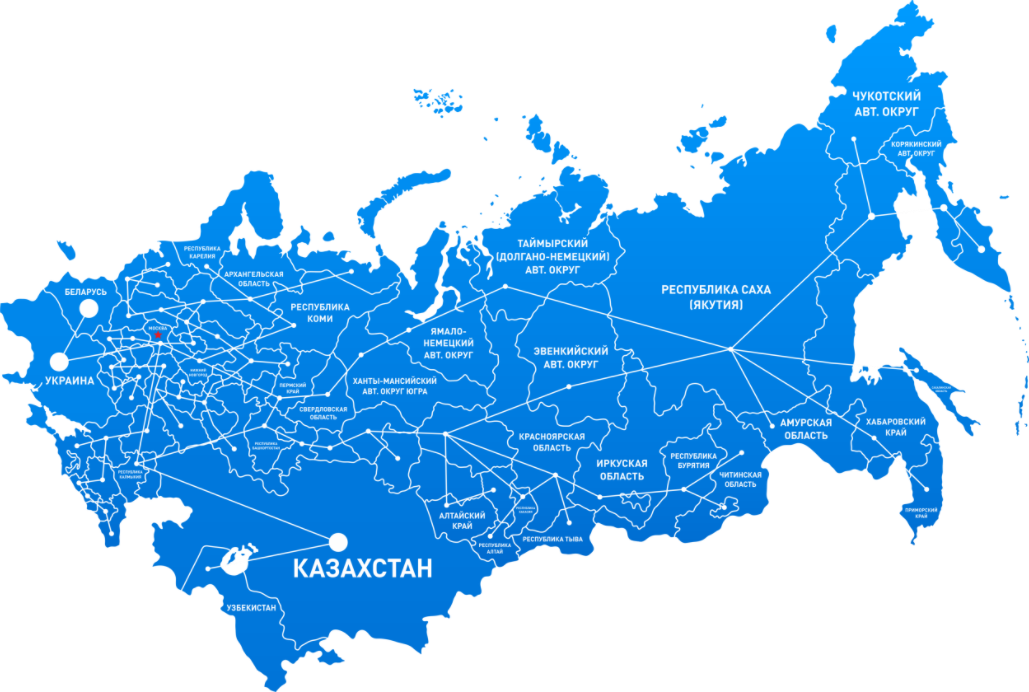 ЧУКОТСКИЙ
АВТ. ОКРУГ
КОРЯКИНСКИЙ
АВТ. ОКРУГ
РЕСПУБЛИКА
КАРЕЛИЯ
ТАЙМЫРСКИЙ
(ДОЛГАНО-НЕМЕЦКИЙ)
АВТ. ОКРУГ
АРХАНГЕЛЬСКАЯ
ОБЛАСТЬ
БЕЛАРУСЬ
РЕСПУБЛИКА САХА
(ЯКУТИЯ)
РЕСПУБЛИКА
КОМИ
МОСКВА
ЯМАЛО-
НЕМЕЦКИЙ
АВТ. ОКРУГ
ЭВЕНКИЙСКИЙ
АВТ. ОКРУГ
УКРАИНА
НИЖНИЙ
НОВГОРОД
ПЕРМСКИЙ
КРАЙ
ХАНТЫ-МАНСИЙСКИЙ
АВТ. ОКРУГ ЮГРА
СВЕРДЛОВСКАЯ
ОБЛАСТЬ
АМУРСКАЯ
ОБЛАСТЬ
ХАБАРОВСКИЙ
КРАЙ
КРАСНОЯРСКАЯ
ОБЛАСТЬ
РЕСПУБЛИКА
БАШКОРТОСТАН
ИРКУСКАЯ
ОБЛАСТЬ
РЕСПУБЛИКА
БУРЯТИЯ
ЧИТИНСКАЯ
ОБЛАСТЬ
РЕСПУБЛИКА
КАЛМЫКИЯ
АЛТАЙСКИЙ
КРАЙ
ПРИМОРСКИЙ
КРАЙ
РЕСПУБЛИКА
АЛТАЙ
РЕСПУБЛИКА ТЫВА
КАЗАХСТАН
УЗБЕКИСТАН